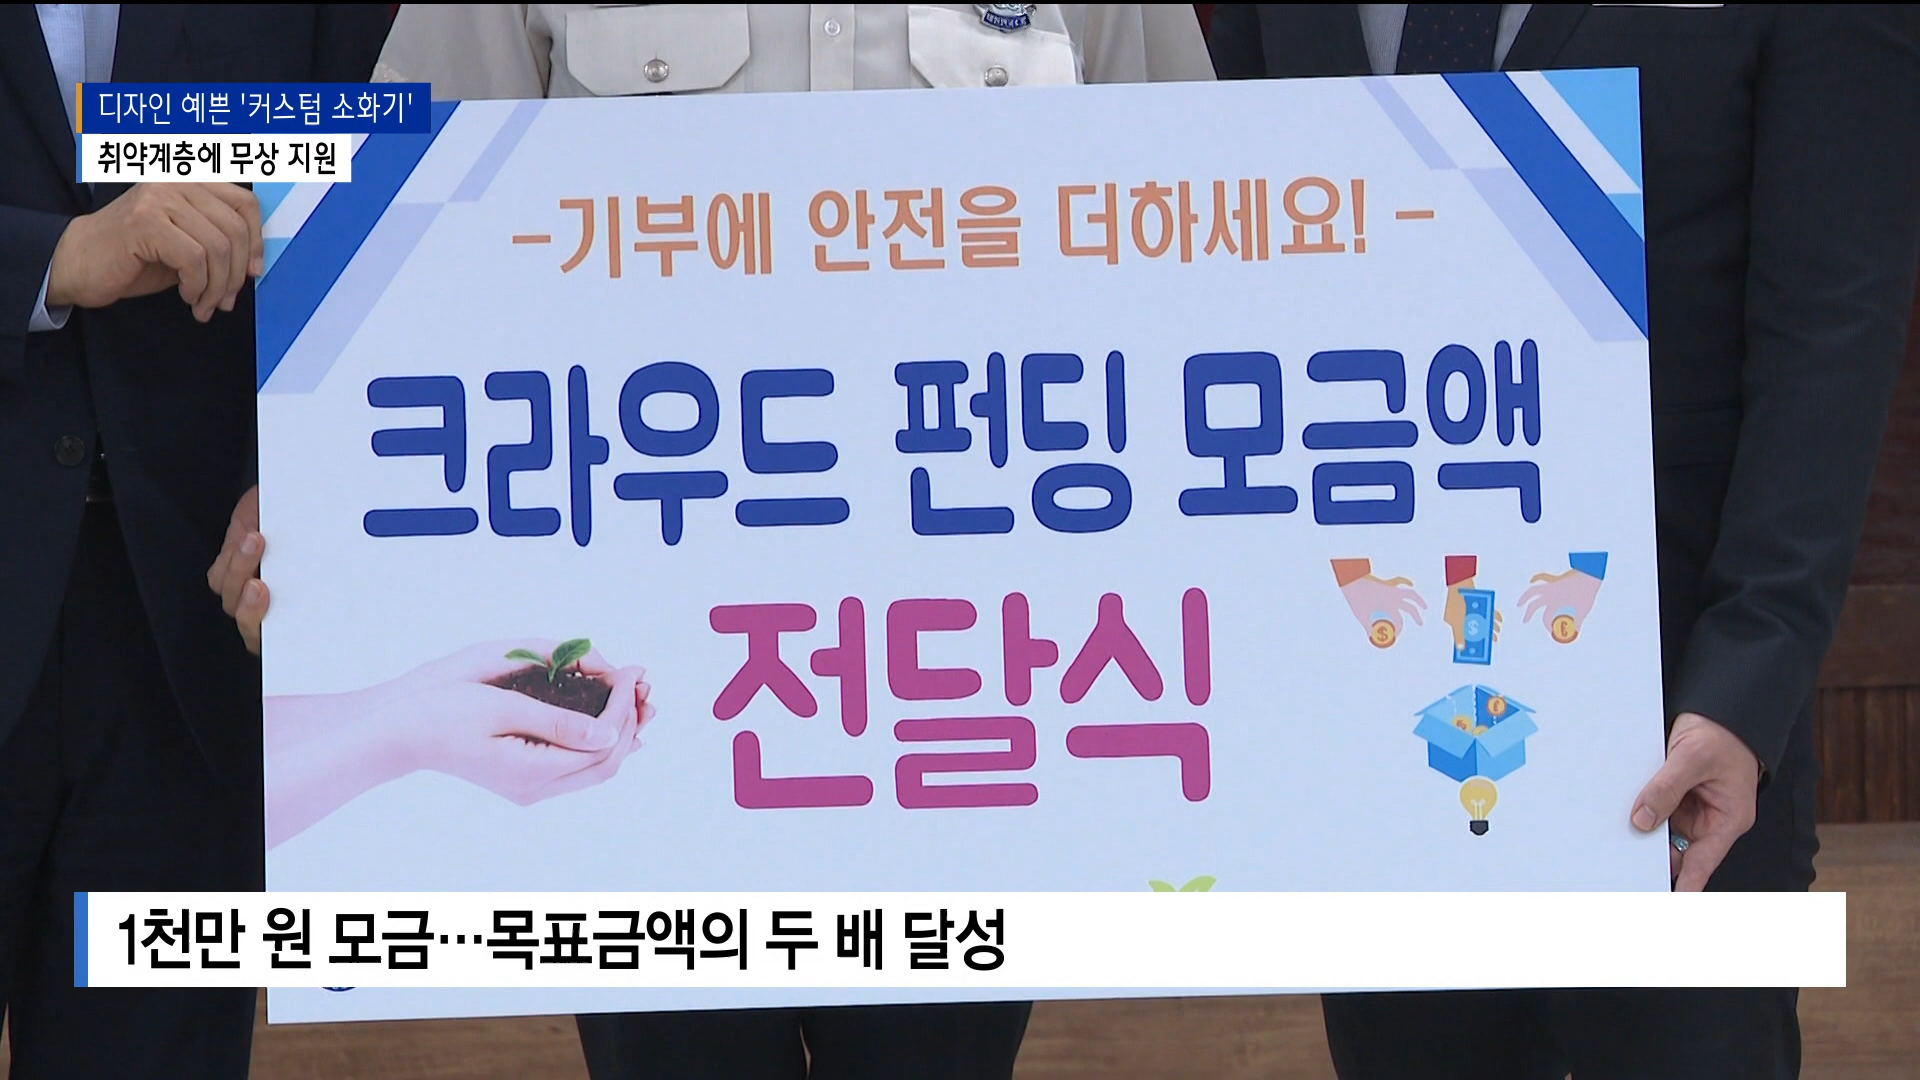 디자인 예쁜 '커스텀 소화기'
취약계층에 무상 지원
-기부에 안전을 더하세요! -
크라우드 펀딩 모금액
전달식
1천만 원 모금…목표금액의 두 배 달성